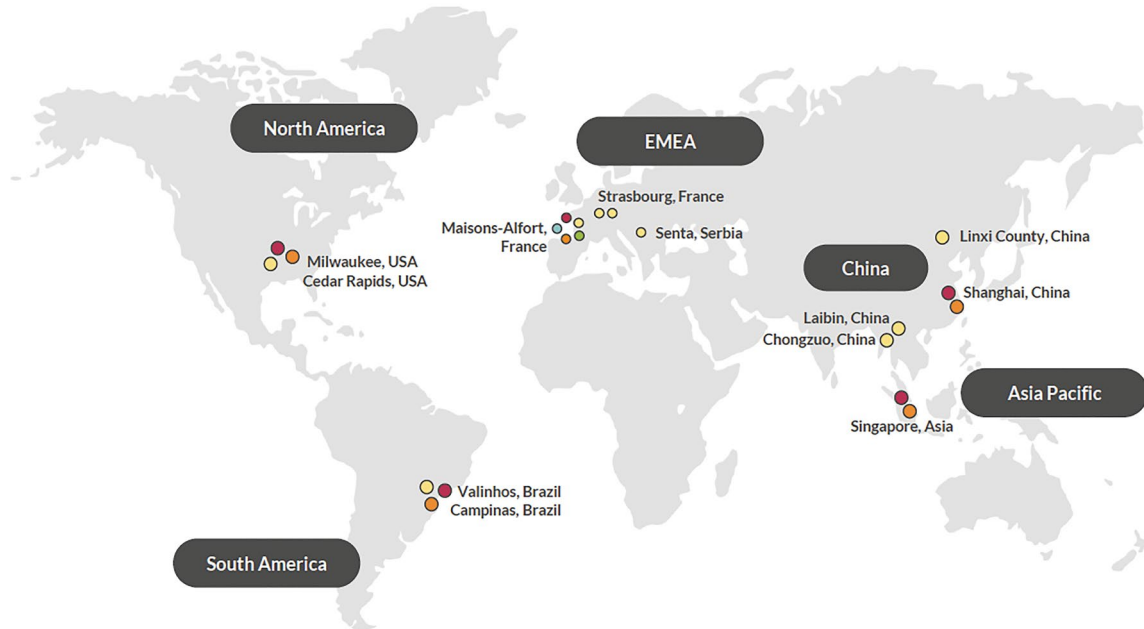 North America
EMEA
Strasbourg, France
Maisons-Alfort,
France
Senta, Serbia
Linxi County, China
China
Milwaukee, USA
Cedar Rapids, USA
Shanghai, China
Laibin, China
Chongzuo, China
Asia Pacific
Singapore, Asia
Valinhos, Brazil
Campinas, Brazil
South America